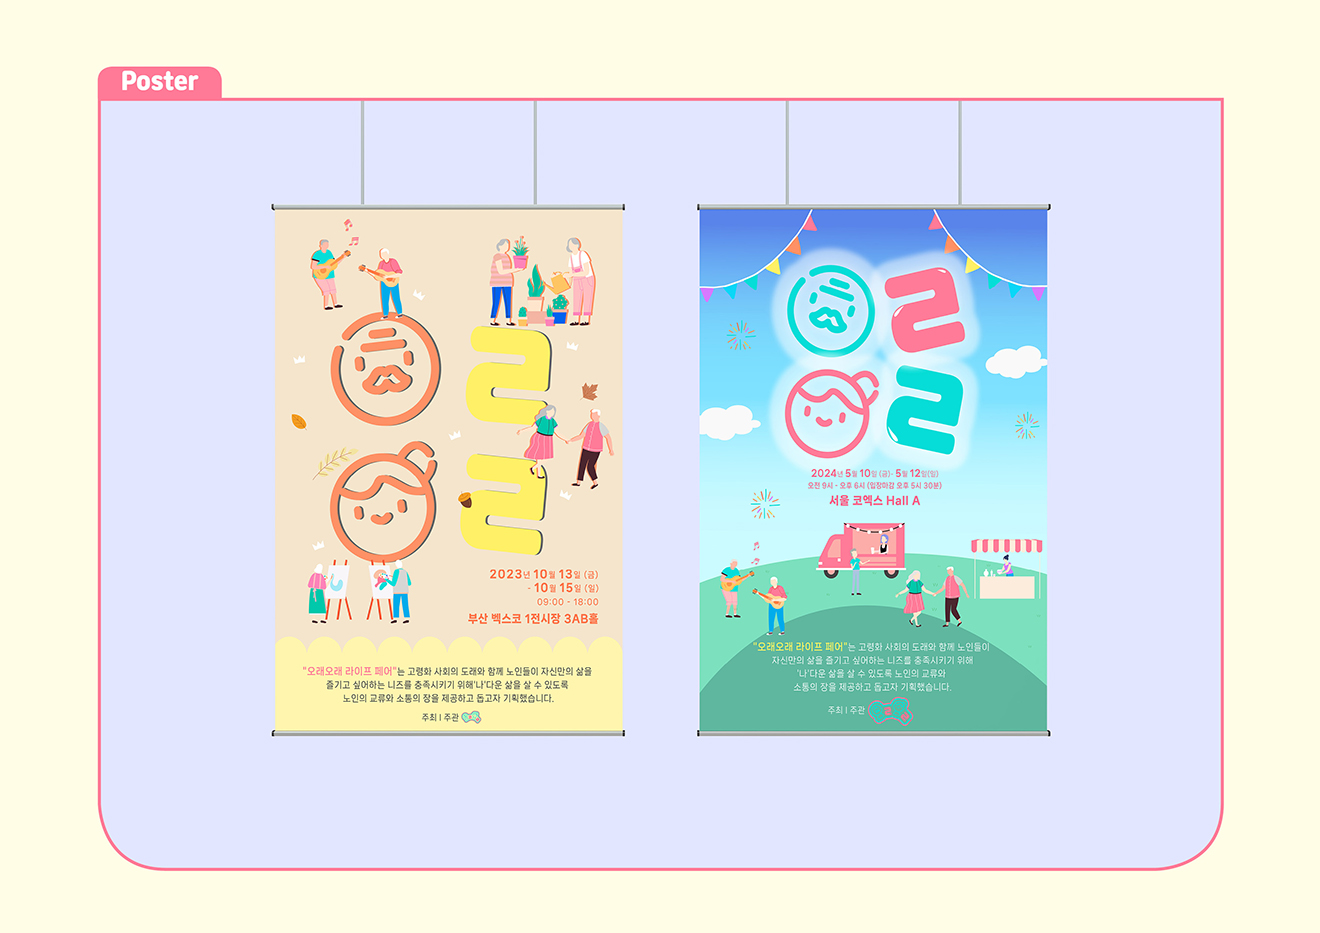 Poster
2023년 10월 13일 (금)
- 10월 15일 (일)
09:00 - 18:00
부산 벡스코 1전시장 3AB홀
"오래오래 라이프 페어"는 고령화 사회의 도래와 함께 노인들이 자신만의 삶을
즐기고 싶어하는 니즈를 충족시키기 위해'나'다운 삶을 살 수 있도록
노인의 교류와 소통의 장을 제공하고 돕고자 기획했습니다.
주최 | 주관
2024년 5월 10일 (금)- 5월 12일(일)
오전 9시 - 오후 6시 (입장마감 오후 5시 30분)
서울 코엑스 Hall A
"오래오래 라이프 페어"는 고령화 사회의 도래와 함께 노인들이
자신만의 삶을 즐기고 싶어하는 니즈를 충족시키기 위해
'나'다운 삶을 살 수 있도록 노인의 교류와
소통의 장을 제공하고 돕고자 기획했습니다.
주최 | 주관